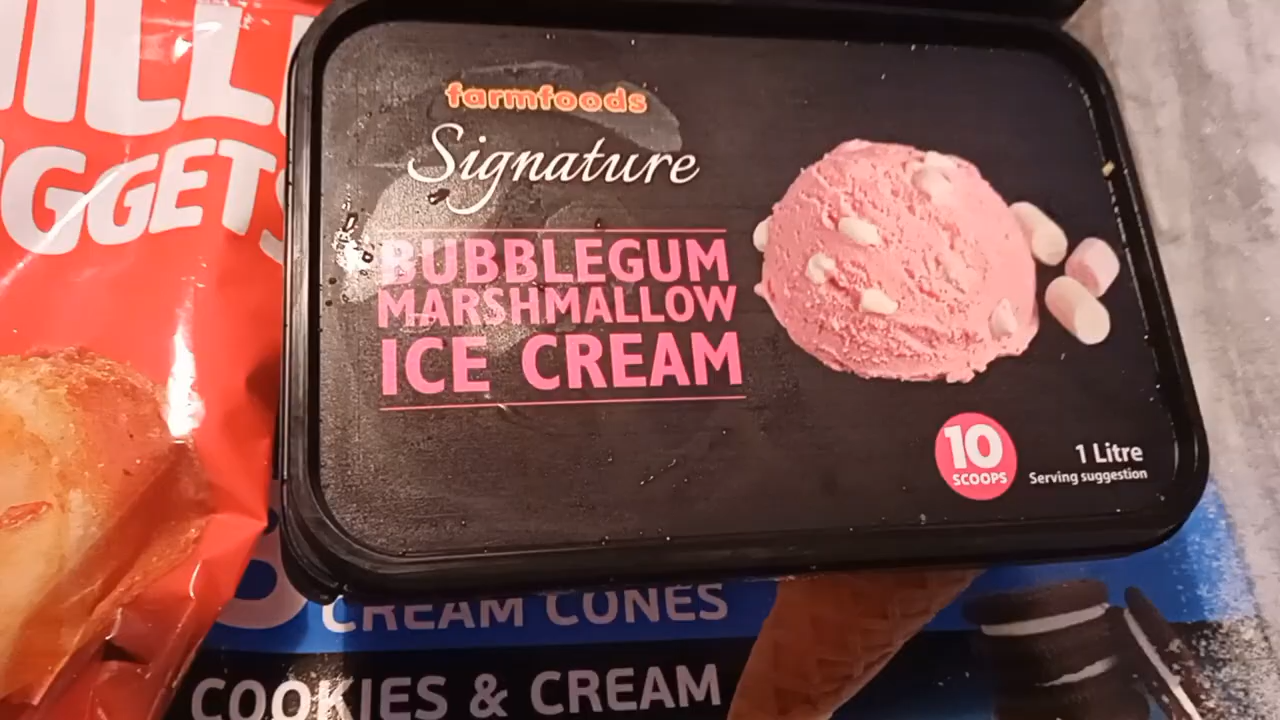 farmfoods
Signature
BUBBLEGUM
MARSHMALLOW
ICE CREAM
10
SCOOPS
1 Litre
Serving suggestion
CREAM CONES
COOKIES & CREAM